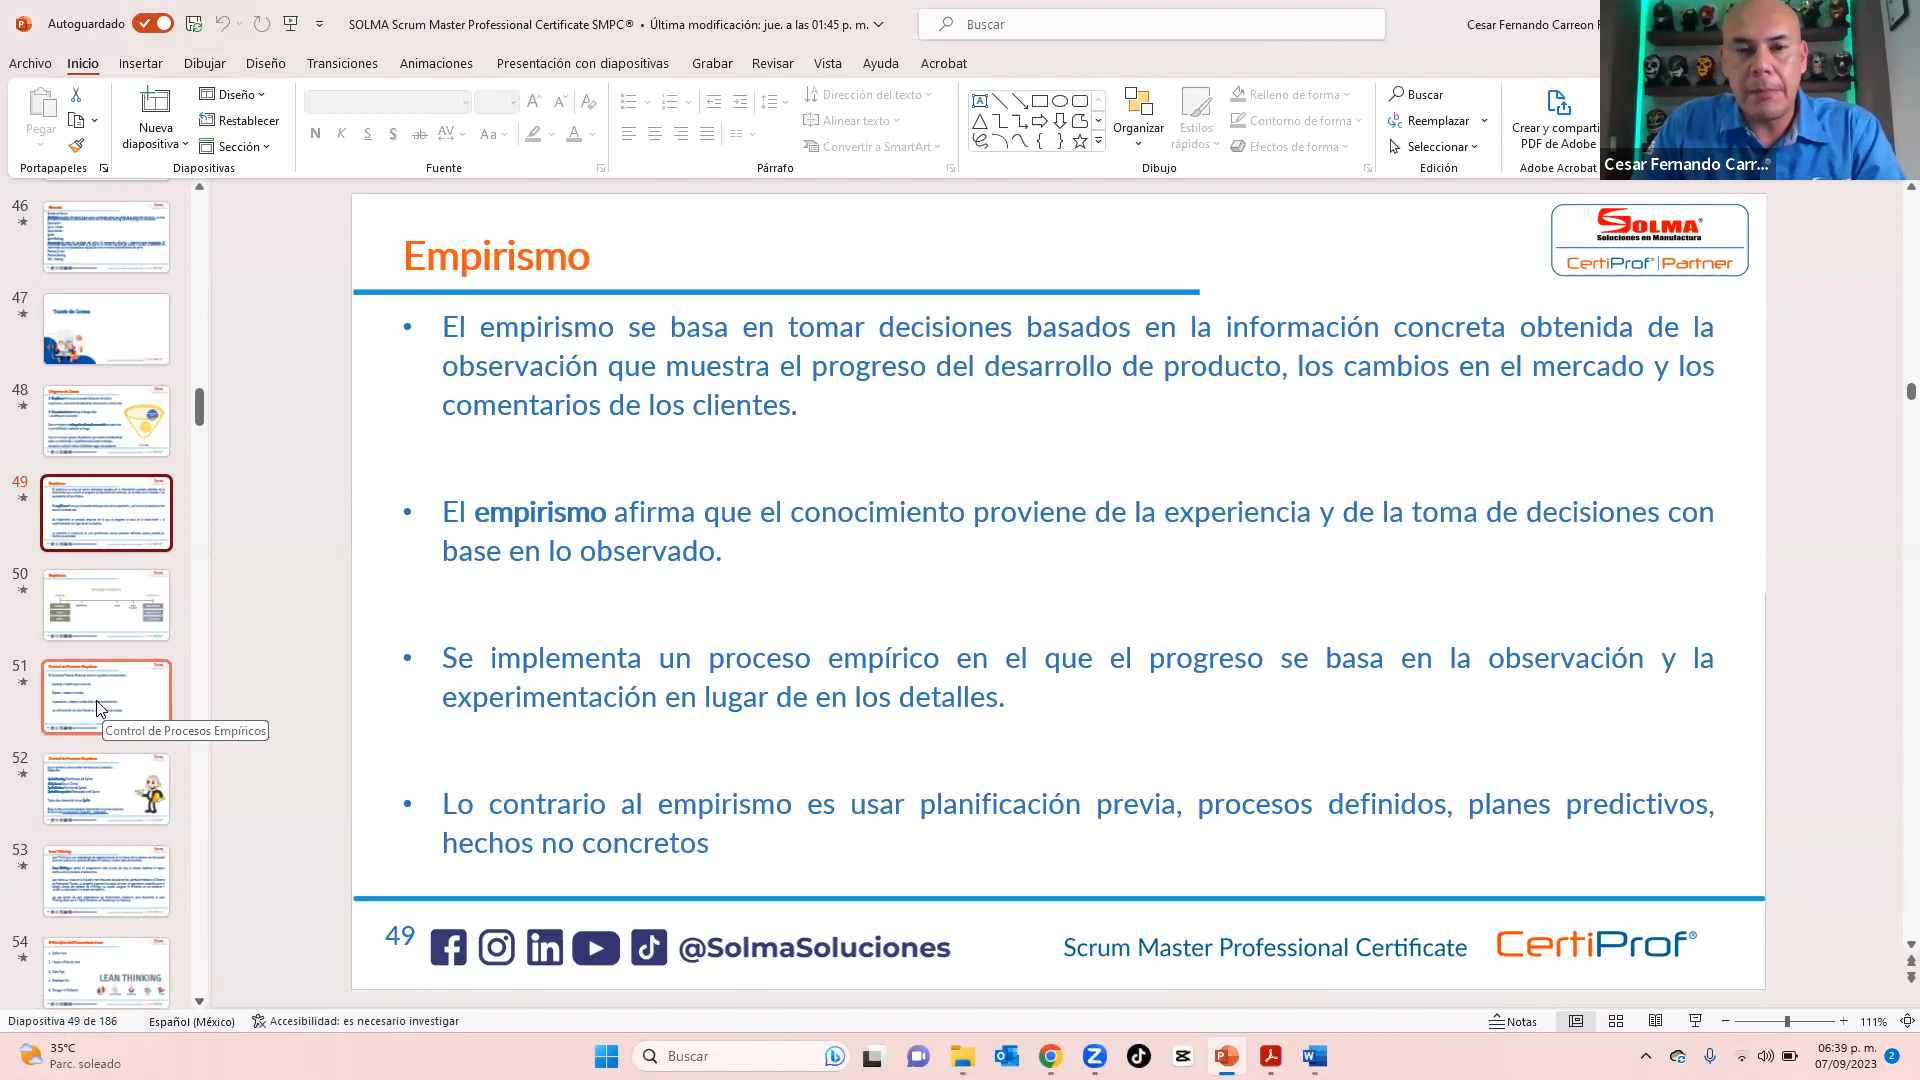 Autoguardado
SOLMA Scrum Master Professional Certificate SMPC® • Última modificación: jue. a las 01:45 p. m.
Buscar
Cesar Fernando Carreon
Archivo Inicio Insertar Dibujar Diseño Transiciones Animaciones Presentación con diapositivas Grabar Revisar Vista Ayuda Acrobat
Pegar
Portapapeles
Nueva
diapositiva
Diseño
Restablecer
Sección
Diapositivas
N K S S ab AV Aa A
Fuente
Dirección del texto
Alinear texto
Convertir a SmartArt
Párrafo
Organizar
Estilos
rápidos
Relleno de forma
Contorno de forma
Efectos de forma
Dibujo
Buscar
Reemplazar
Seleccionar
Edición
Crear y comparti
PDF de Adobe
Adobe Acrobat
Cesar Fernando Carr...
46
47
48
49
50
51
Control de Procesos Empíricos
52
53
54
LEAN THINKING
Empirismo
SOLMA®
Soluciones en Manufactura
CertiProf® | Partner
• El empirismo se basa en tomar decisiones basados en la información concreta obtenida de la
observación que muestra el progreso del desarrollo de producto, los cambios en el mercado y los
comentarios de los clientes.
• El empirismo afirma que el conocimiento proviene de la experiencia y de la toma de decisiones con
base en lo observado.
• Se implementa un proceso empírico en el que el progreso se basa en la observación y la
experimentación en lugar de en los detalles.
• Lo contrario al empirismo es usar planificación previa, procesos definidos, planes predictivos,
hechos no concretos
49 @SolmaSoluciones Scrum Master Professional Certificate CertiProf®
Diapositiva 49 de 186 Español (México) Accesibilidad: es necesario investigar Notas 111%
35°C
Parc. soleado
Buscar
06:39 p. m.
07/09/2023
2